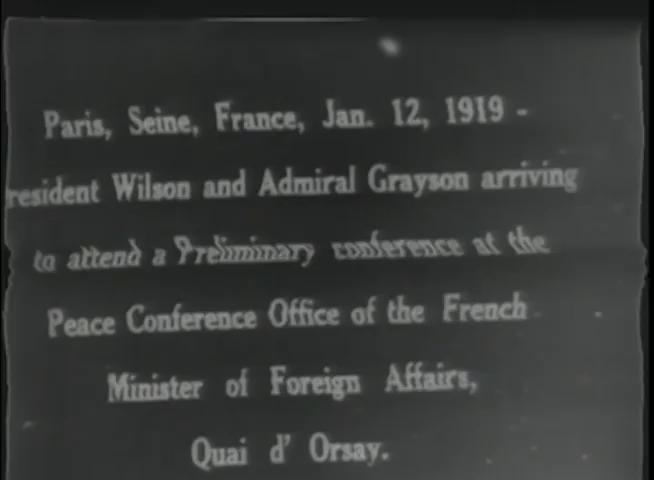 Paris, Seine, France, Jan. 12, 1919 -
resident Wilson and Admiral Grayson arriving
to attend a Preliminary conference at the
Peace Conference Office of the French
Minister of Foreign Affairs,
Quai d' Orsay.